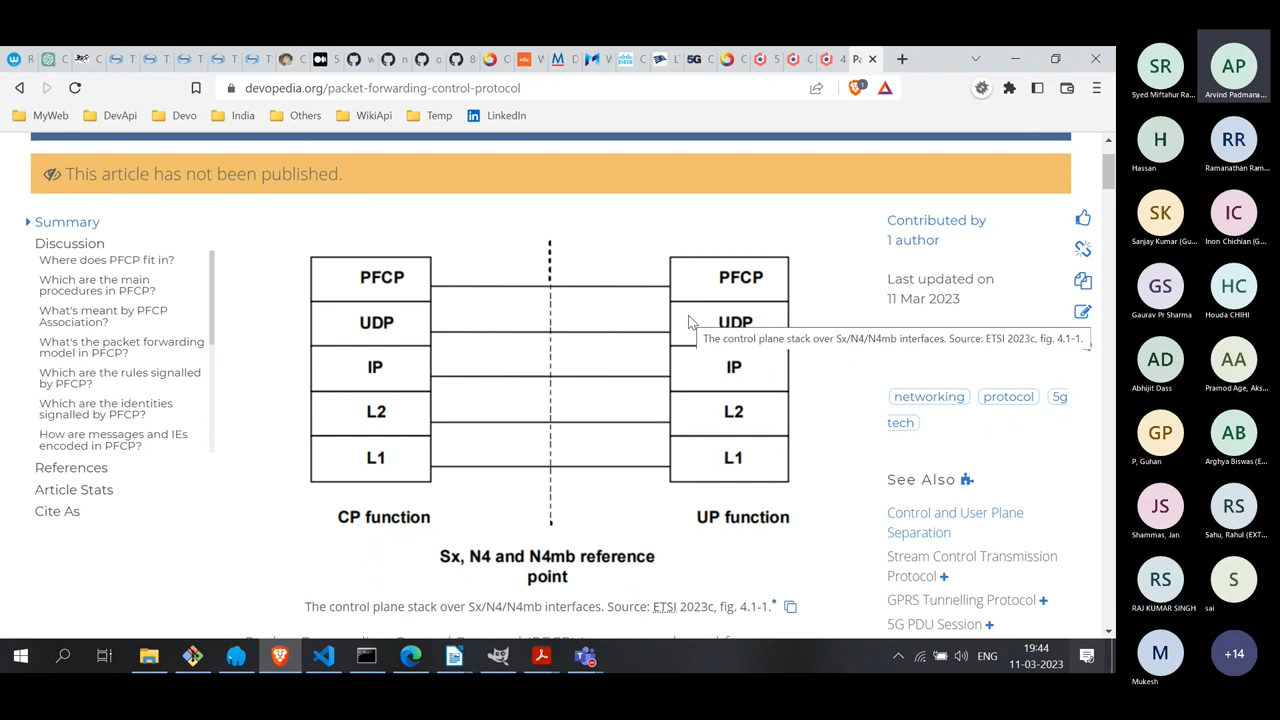 W
C
5
T
T
T
T
T
C
5
w
n
o
8
C
W
M
D
W
C
L
5G
C
5
C
4
Pa
devopedia.org/packet-forwarding-control-protocol
1
MyWeb
DevApi
Devo
India
Others
WikiApi
Temp
LinkedIn
This article has not been published.
Summary
Discussion
Where does PFCP fit in?
Which are the main
procedures in PFCP?
What's meant by PFCP
Association?
What's the packet forwarding
model in PFCP?
Which are the rules signalled
by PFCP?
Which are the identities
signalled by PFCP?
How are messages and IEs
encoded in PFCP?
References
Article Stats
Cite As
PFCP
UDP
IP
L2
L1
CP function
PFCP
UDP
IP
L2
L1
UP function
Sx, N4 and N4mb reference
point
The control plane stack over Sx/N4/N4mb interfaces. Source: ETSI 2023c, fig. 4.1-1.*
The control plane stack over Sx/N4/N4mb interfaces. Source: ETSI 2023c, fig. 4.1-1.
Contributed by
1 author
Last updated on
11 Mar 2023
networking
protocol
5g
tech
See Also
Control and User Plane
Separation
Stream Control Transmission
Protocol +
GPRS Tunnelling Protocol +
5G PDU Session +
ENG
19:44
11-03-2023
SR
Syed Miftahur Ra...
AP
Arvind Padmana...
H
Hassan
RR
Ramanathan Ram...
SK
Sanjay Kumar (Gu...
IC
Inon Chichian (G...
GS
Gaurav Pr Sharma
HC
Houda CHIHI
AD
Abhijit Dass
AA
Pramod Age, Aks...
GP
P, Guhan
AB
Arghya Biswas (E...
JS
Shammas, Jan
RS
Sahu, Rahul (EXT...
RS
RAJ KUMAR SINGH
S
sai
M
Mukesh
+14